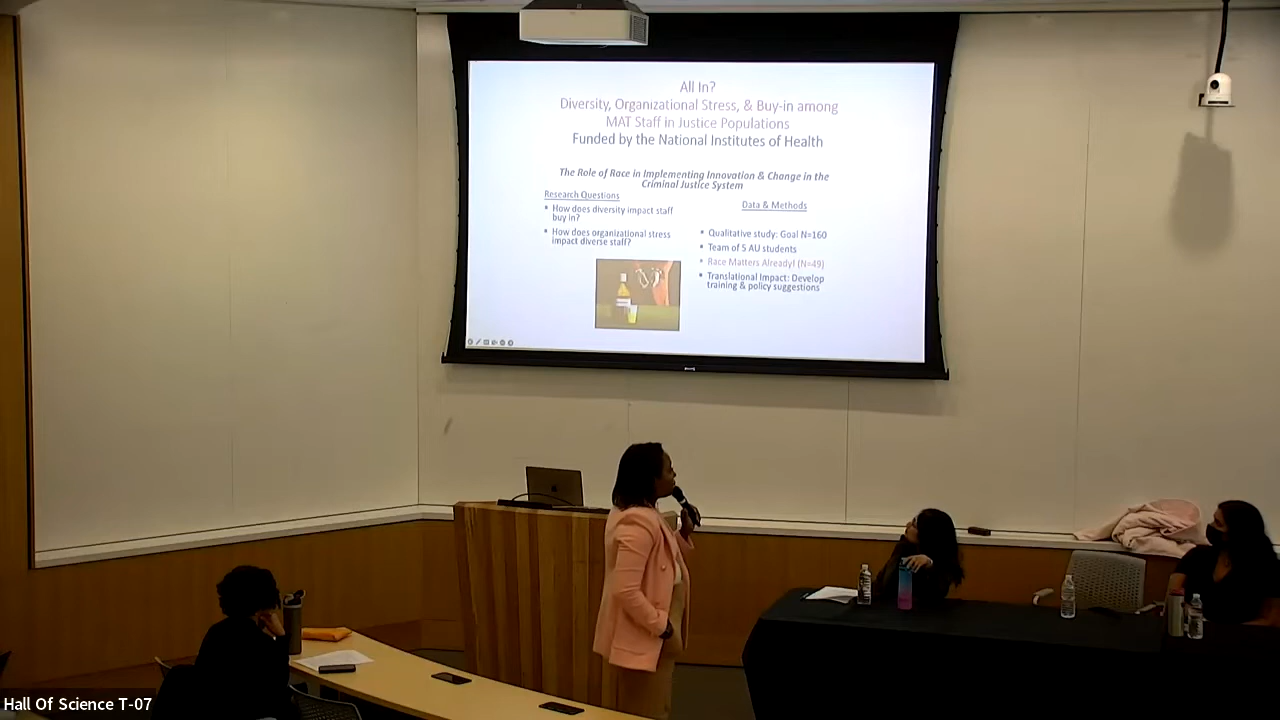 All In?
Diversity, Organizational Stress, & Buy-in among
MAT Staff in Justice Populations
Funded by the National Institutes of Health
The Role of Race in Implementing Innovation & Change in the
Criminal Justice System
Research Questions
• How does diversity impact staff
buy in?
• How does organizational stress
impact diverse staff?
Data & Methods
• Qualitative study: Goal N=160
• Team of 5 AU students
• Race Matters Already! (N=49)
• Translational Impact: Develop
training & policy suggestions
Hall Of Science T-07